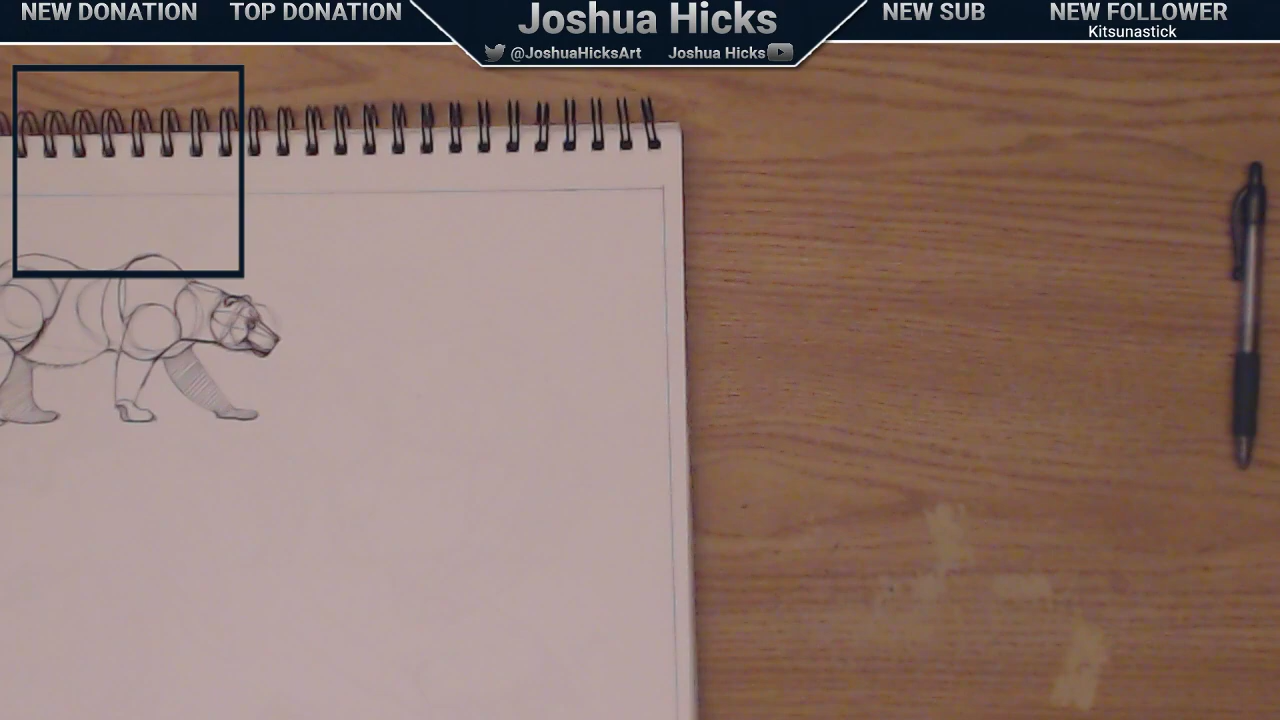 NEW DONATION
TOP DONATION
Joshua Hicks
@JoshuaHicksArt
Joshua Hicks
NEW SUB
NEW FOLLOWER
Kitsunastick